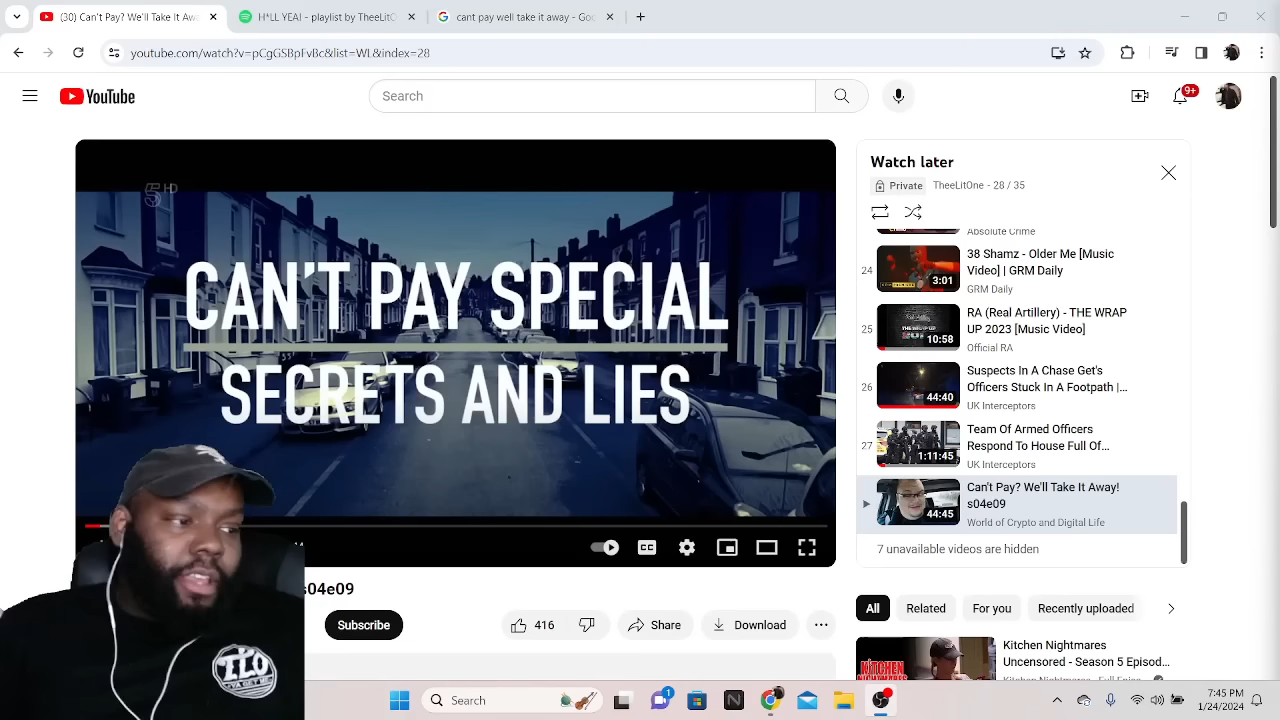 (30) We'll Take It Aw
H*LL YEA! - playlist by TheeLitO
cant pay well take it away - Goo
youtube.com/watch?v=pCgGSBpFvBc&list=WL&index=28
YouTube
Search
9+
5 HD
CAN'T PAY SPECIAL
SECRETS AND LIES
Watch later
Private
TheeLitOne - 28 / 35
Absolute Crime
24
3:01
38 Shamz - Older Me [Music
Video] | GRM Daily
GRM Daily
25
10:58
RA (Real Artillery) - THE WRAP
UP 2023 [Music Video]
Official RA
26
44:40
Suspects In A Chase Get's
Officers Stuck In A Footpath |...
UK Interceptors
27
1:11:45
Team Of Armed Officers
Respond To House Full Of...
UK Interceptors
44:45
Can't Pay? We'll Take It Away!
s04e09
World of Crypto and Digital Life
7 unavailable videos are hidden
s04e09
Subscribe
416
Share
Download
All
Related
For you
Recently uploaded
KITCHEN
NIGHTMARES
Kitchen Nightmares
Uncensored - Season 5 Episod...
TLO
Search
1
7:45 PM
1/24/2024